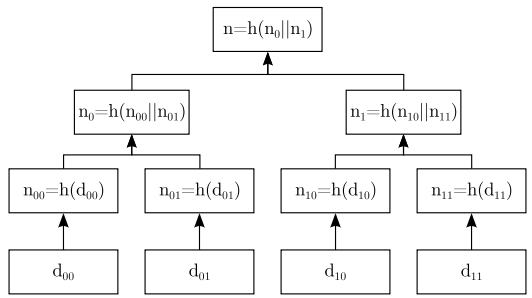 n=h(n₀||n₁)
n₀=h(n₀₀||n₀₁) n₁=h(n₁₀||n₁₁)
n₀₀=h(d₀₀) n₀₁=h(d₀₁) n₁₀=h(d₁₀) n₁₁=h(d₁₁)
d₀₀ d₀₁ d₁₀ d₁₁